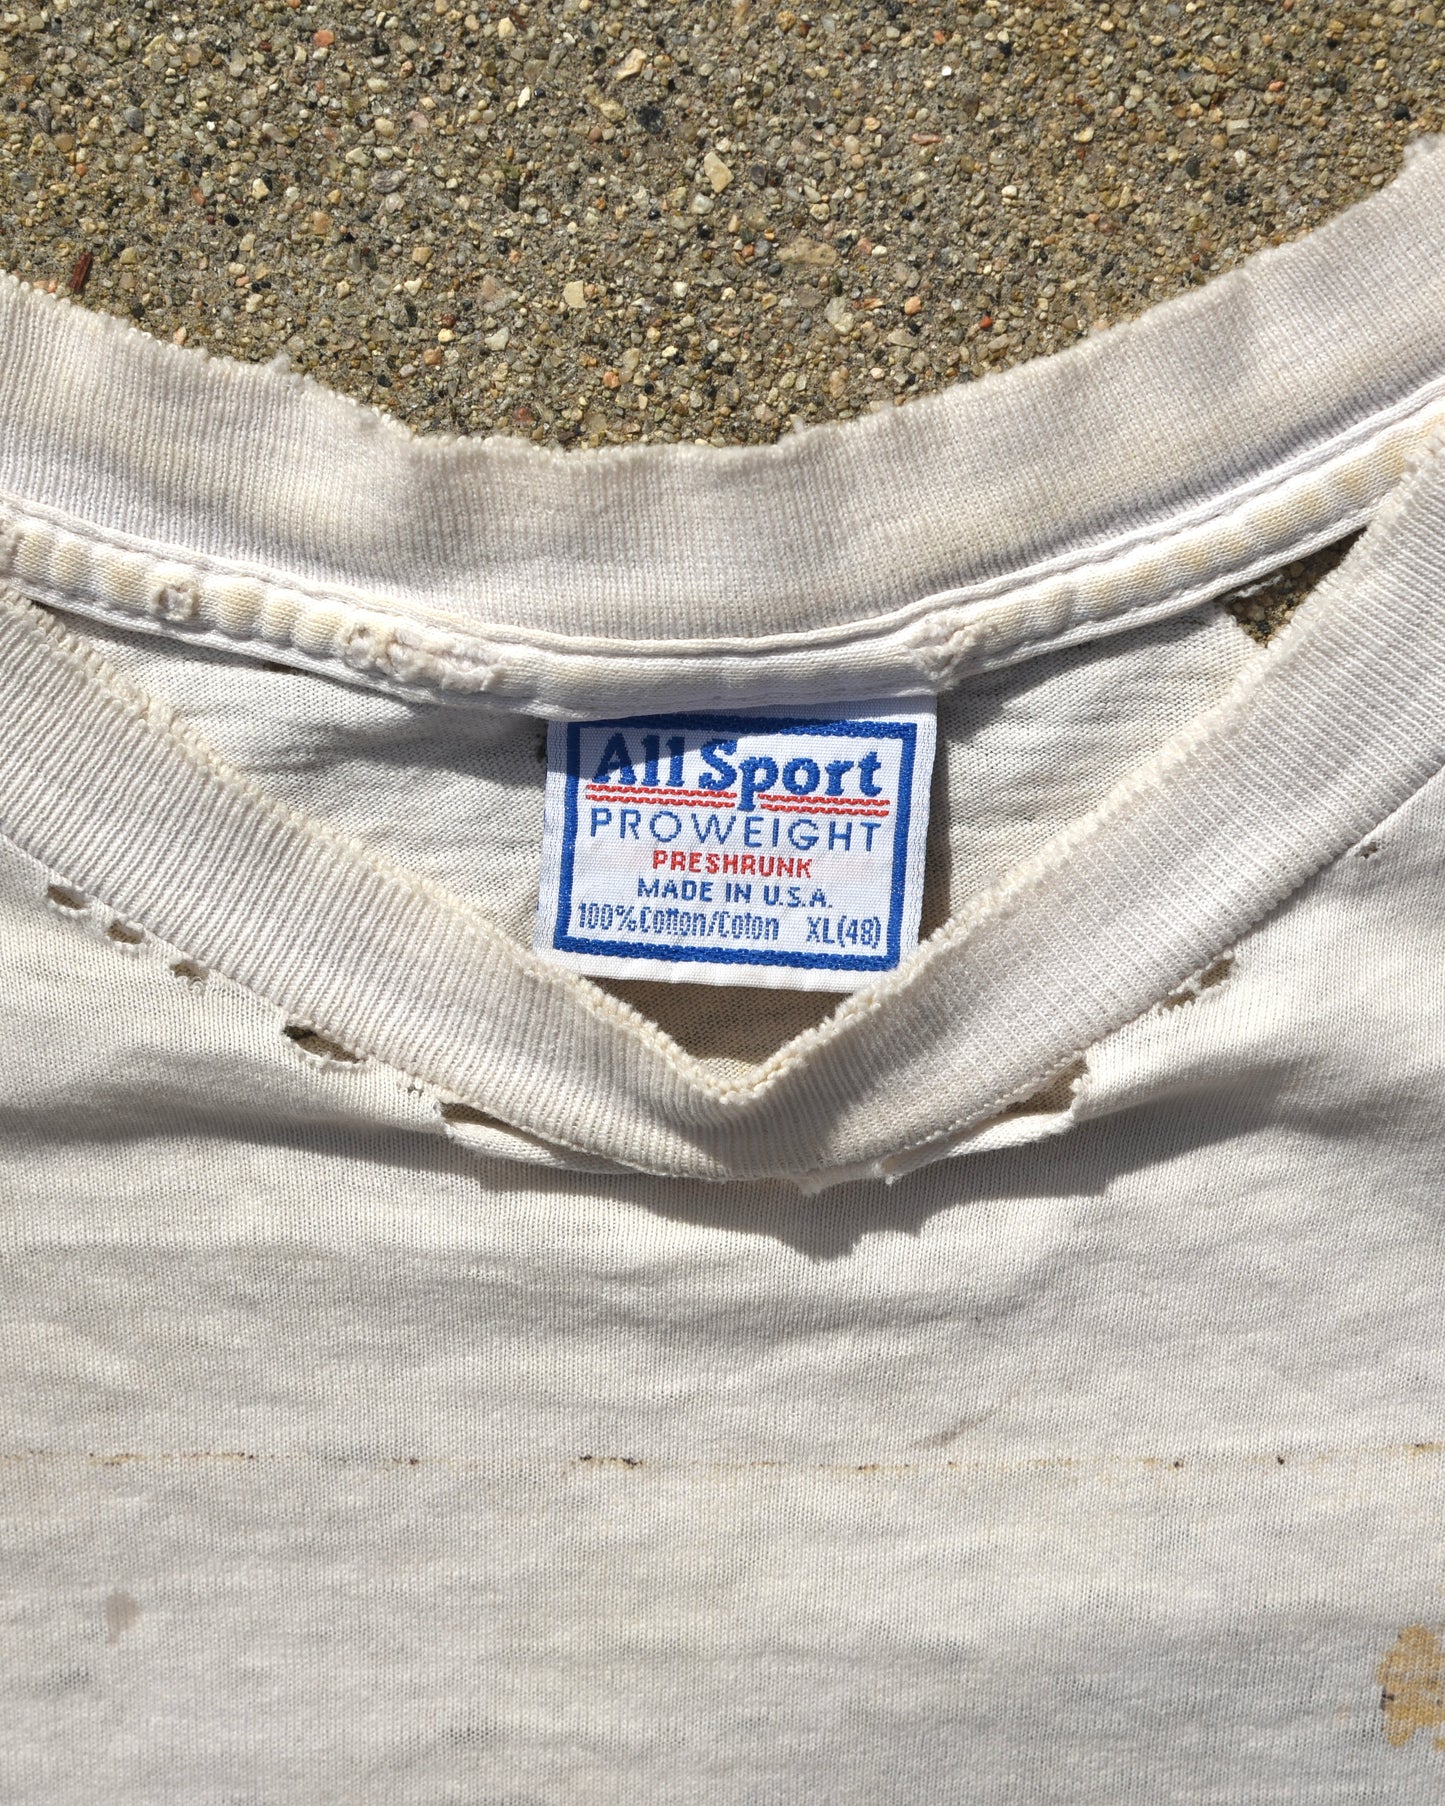 All Sport
PROWEIGHT
PRESHRUNK
MADE IN U.S.A.
100% Cotton/Coton XL(48)